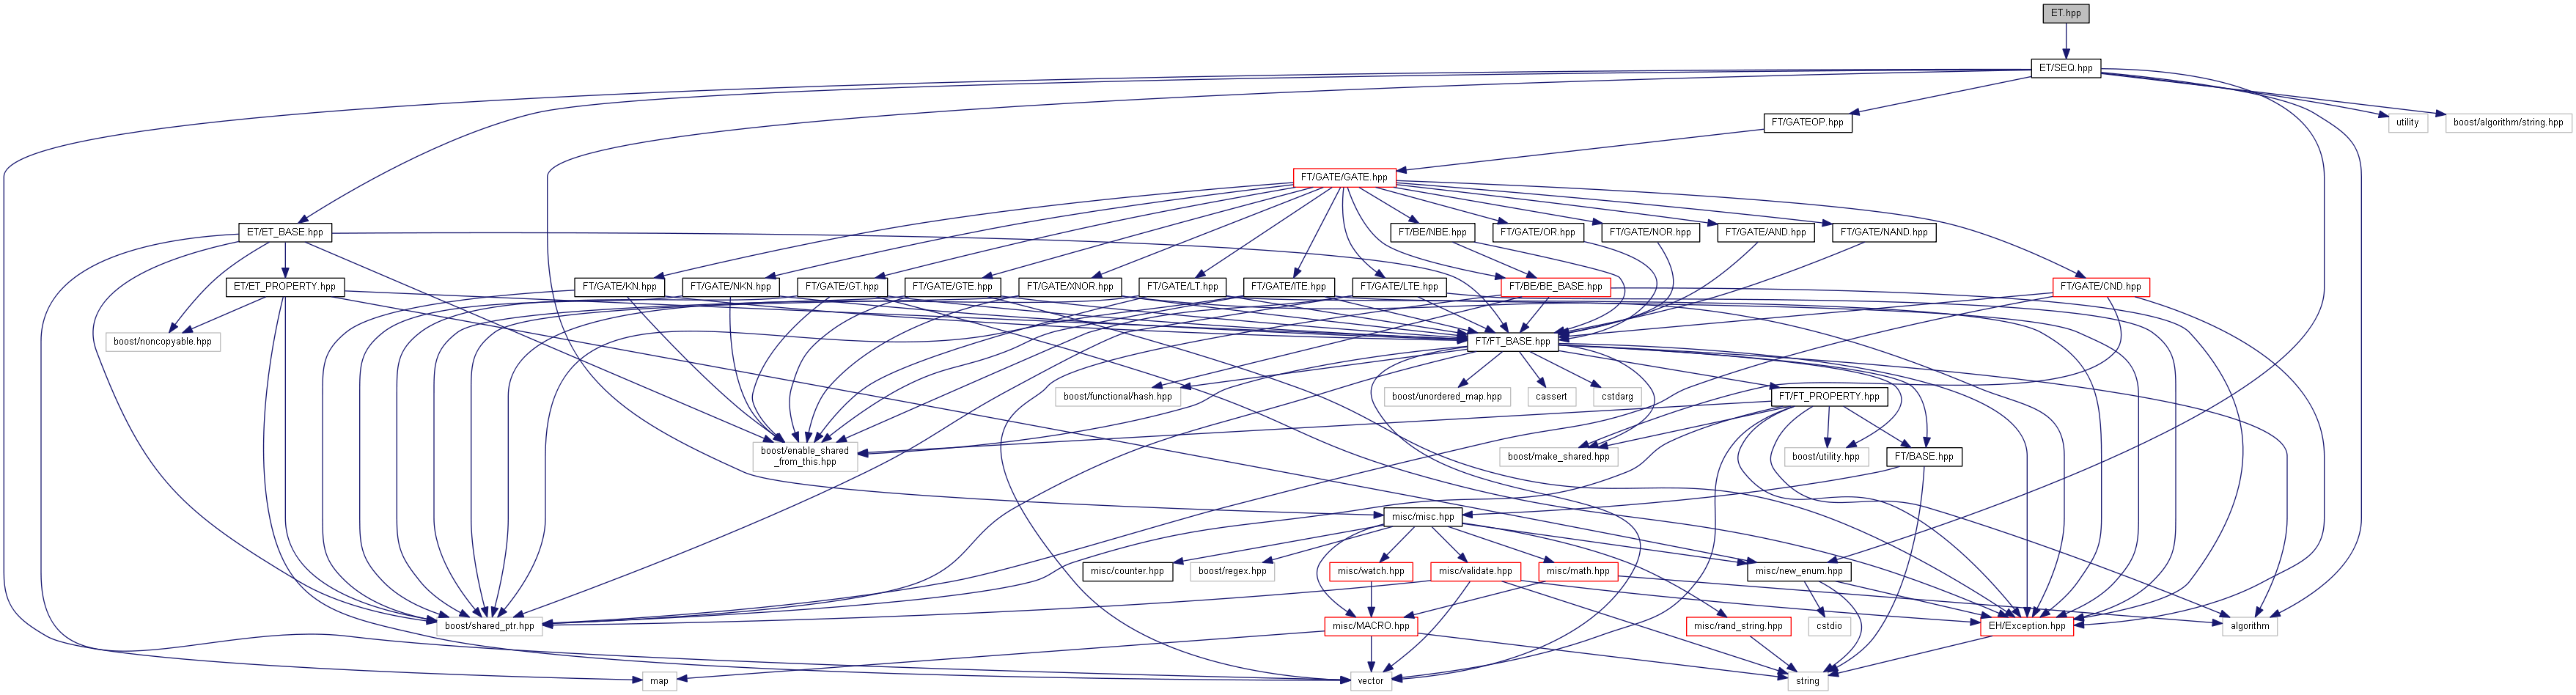 ET.hpp
ET/SEQ.hpp
FT/GATEOP.hpp
utility
boost/algorithm/string.hpp
FT/GATE/GATE.hpp
ET/ET_BASE.hpp
FT/BE/NBE.hpp
FT/GATE/OR.hpp
FT/GATE/NOR.hpp
FT/GATE/AND.hpp
FT/GATE/NAND.hpp
ET/ET_PROPERTY.hpp
FT/GATE/KN.hpp
FT/GATE/NKN.hpp
FT/GATE/GT.hpp
FT/GATE/GTE.hpp
FT/GATE/XNOR.hpp
FT/GATE/LT.hpp
FT/GATE/ITE.hpp
FT/GATE/LTE.hpp
FT/BE/BE_BASE.hpp
FT/GATE/CND.hpp
boost/noncopyable.hpp
FT/FT_BASE.hpp
boost/functional/hash.hpp
boost/unordered_map.hpp
cassert
cstdarg
FT/FT_PROPERTY.hpp
boost/enable_shared
_from_this.hpp
boost/make_shared.hpp
boost/utility.hpp
FT/BASE.hpp
misc/misc.hpp
misc/counter.hpp
boost/regex.hpp
misc/watch.hpp
misc/validate.hpp
misc/math.hpp
misc/new_enum.hpp
boost/shared_ptr.hpp
misc/MACRO.hpp
misc/rand_string.hpp
cstdio
EH/Exception.hpp
algorithm
map
vector
string